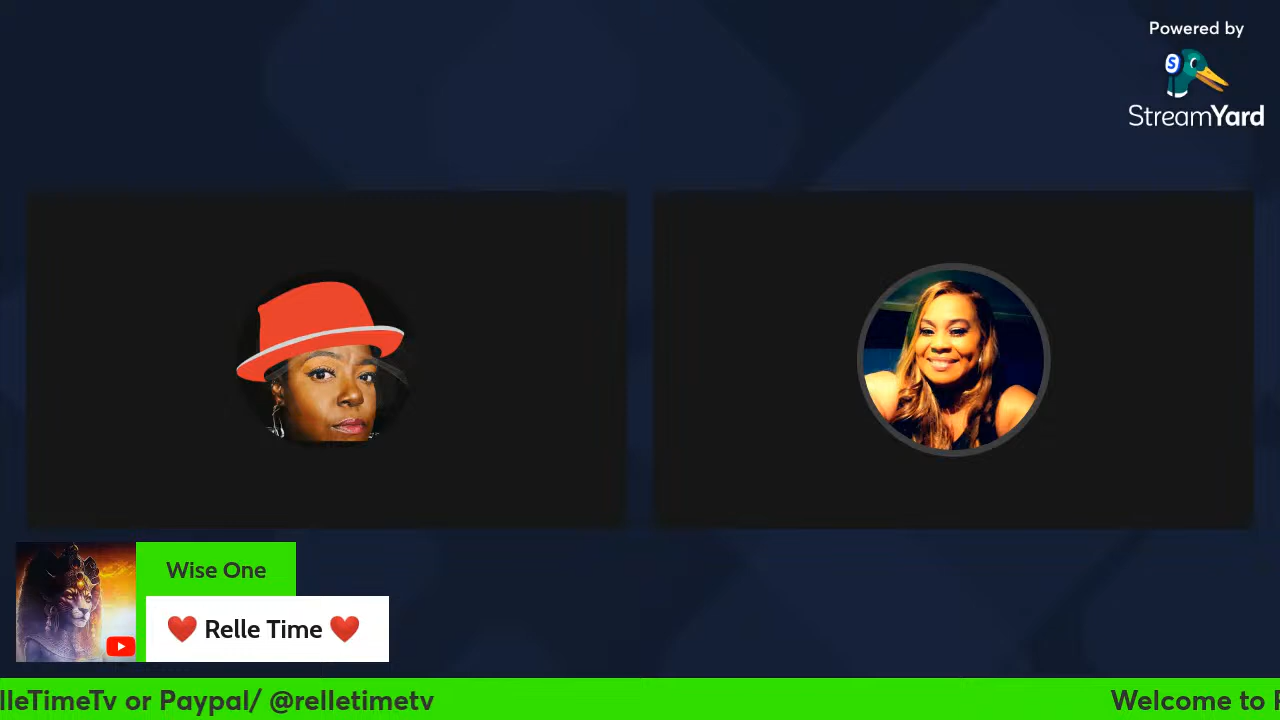 Powered by
S
StreamYard
Wise One
❤️ Relle Time ❤️
lleTimeTv or Paypal/ @relletimetv
Welcome to